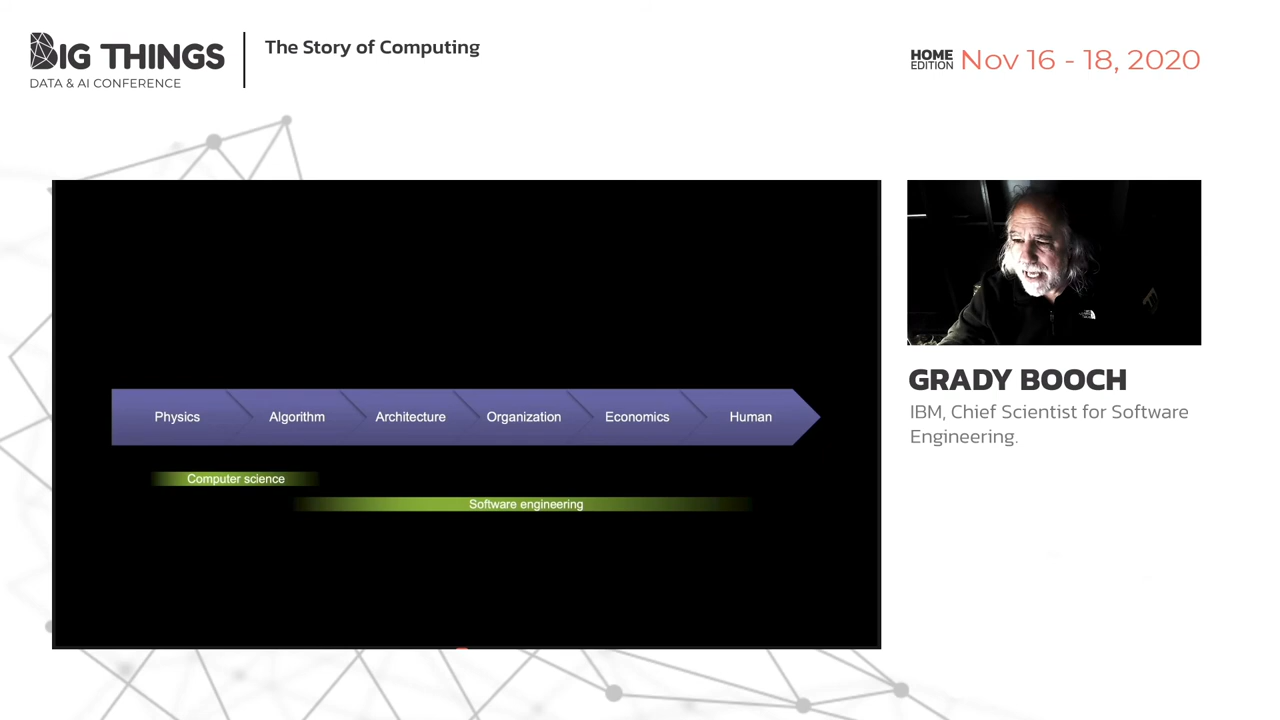 BIG THINGS
DATA & AI CONFERENCE
The Story of Computing
HOME
EDITION
Nov 16 - 18, 2020
Physics
Algorithm
Architecture
Organization
Economics
Human
Computer science
Software engineering
GRADY BOOCH
IBM, Chief Scientist for Software
Engineering.